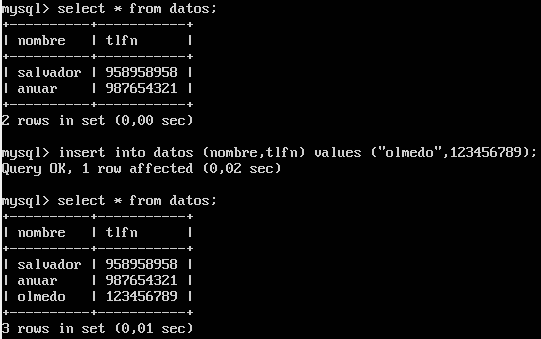 mysql> select * from datos;
+----------+-----------+
| nombre   | tlfn      |
+----------+-----------+
| salvador | 958958958 |
| anuar    | 987654321 |
+----------+-----------+
2 rows in set (0,00 sec)

mysql> insert into datos (nombre,tlfn) values ("olmedo",123456789);
Query OK, 1 row affected (0,02 sec)

mysql> select * from datos;
+----------+-----------+
| nombre   | tlfn      |
+----------+-----------+
| salvador | 958958958 |
| anuar    | 987654321 |
| olmedo   | 123456789 |
+----------+-----------+
3 rows in set (0,01 sec)